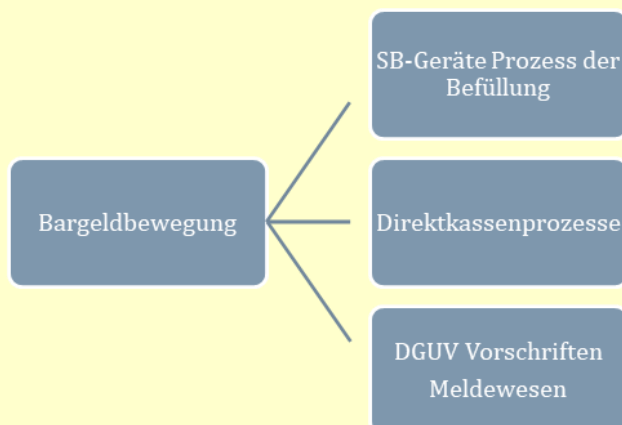 Bargeldbewegung
SB-Geräte Prozess der
Befüllung
Direktkassenprozesse
DGUV Vorschriften
Meldewesen